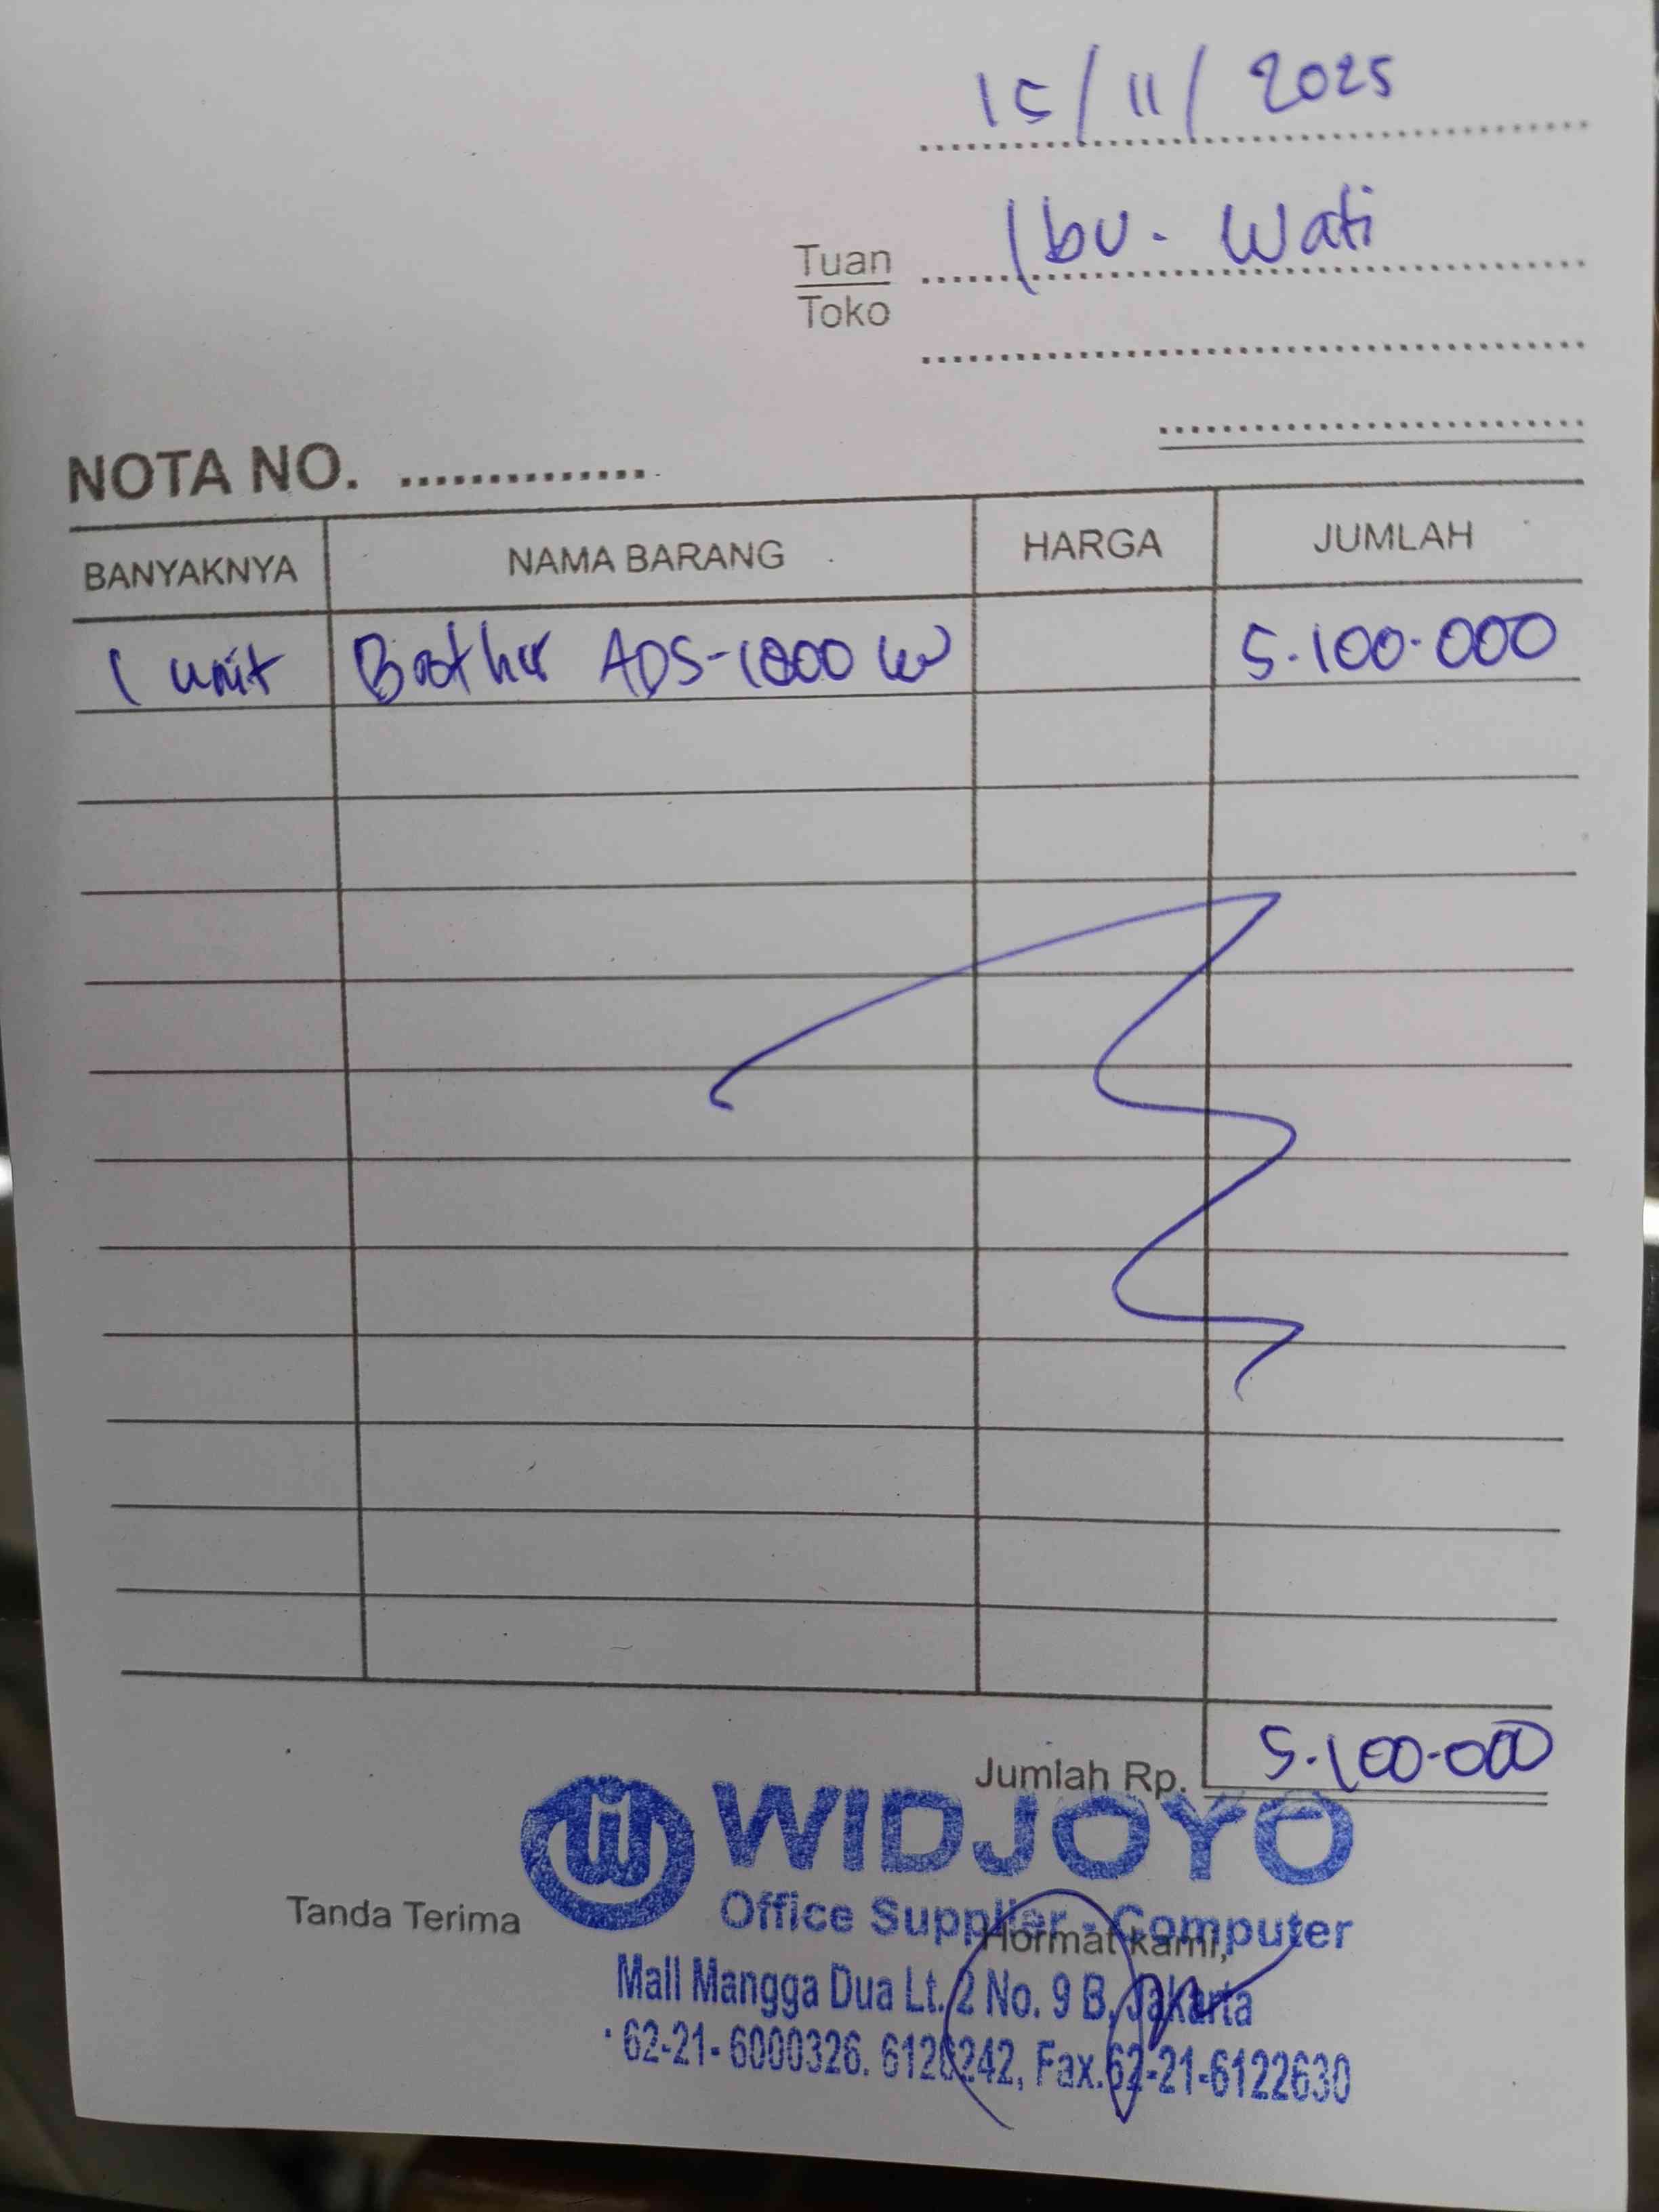 15/11/2025
Tuan Ibu. Wati
Toko
NOTA NO. ..............
BANYAKNYA NAMA BARANG HARGA JUMLAH
1 unit Brother ADS-1800 W 5.100.000
Jumlah Rp. 5.100.000
WIDJOYO
Tanda Terima
Office Supplier - Computer
Hormat kami,
Mall Mangga Dua Lt. 2 No. 9 B, Jakarta
62-21-6000326. 6120242, Fax.62-21-6122630